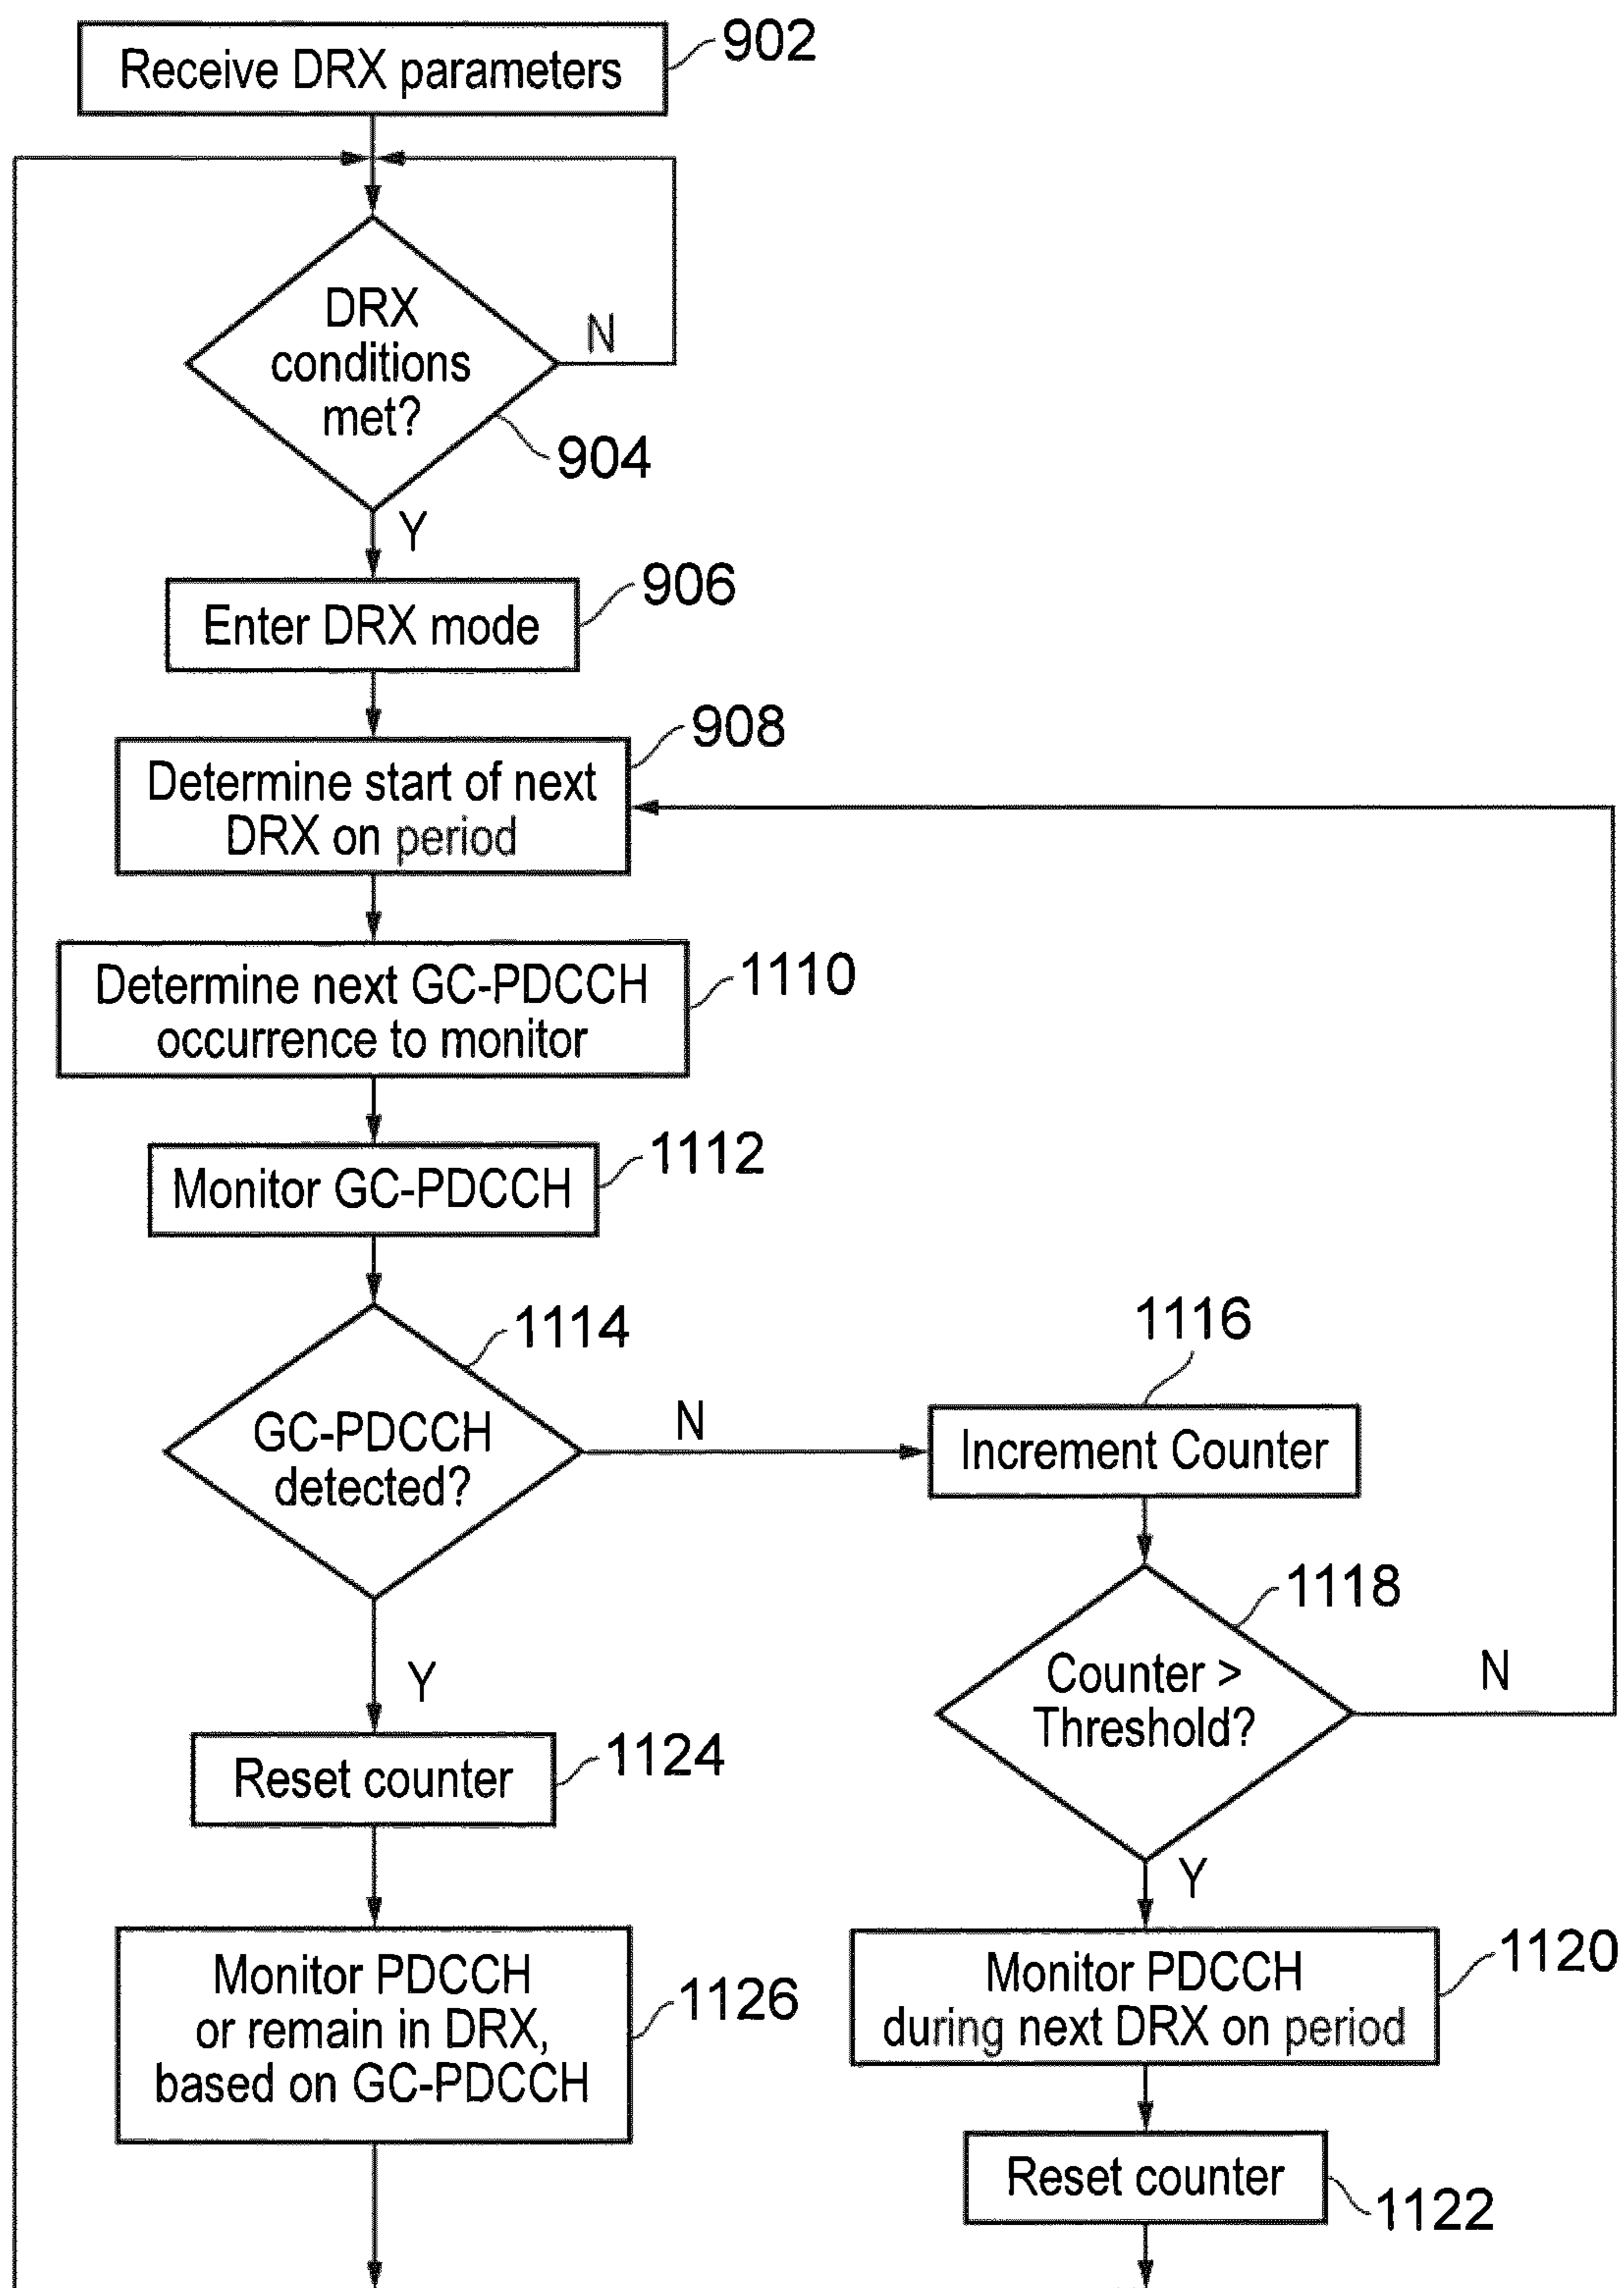 Receive DRX parameters
902
DRX
conditions
met?
N
904
Y
Enter DRX mode
906
Determine start of next
DRX on period
908
Determine next GC-PDCCH
occurrence to monitor
1110
Monitor GC-PDCCH
1112
GC-PDCCH
detected?
1114
N
Y
1116
Increment Counter
Counter >
Threshold?
1118
N
Y
Reset counter
1124
Monitor PDCCH
or remain in DRX,
based on GC-PDCCH
1126
Monitor PDCCH
during next DRX on period
1120
Reset counter
1122